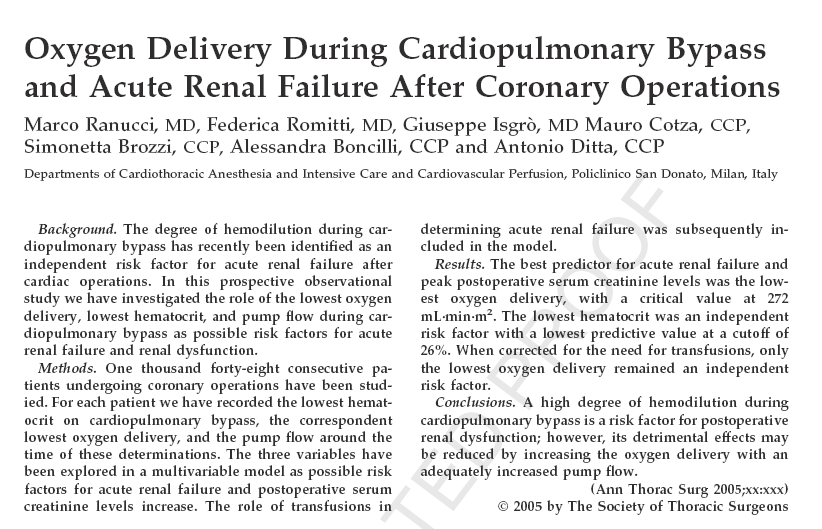 Oxygen Delivery During Cardiopulmonary Bypass
and Acute Renal Failure After Coronary Operations
Marco Ranucci, MD, Federica Romitti, MD, Giuseppe Isgrò, MD Mauro Cotza, CCP,
Simonetta Brozzi, CCP, Alessandra Boncilli, CCP and Antonio Ditta, CCP
Departments of Cardiothoracic Anesthesia and Intensive Care and Cardiovascular Perfusion, Policlinico San Donato, Milan, Italy
Background. The degree of hemodilution during car-
diopulmonary bypass has recently been identified as an
independent risk factor for acute renal failure after
cardiac operations. In this prospective observational
study we have investigated the role of the lowest oxygen
delivery, lowest hematocrit, and pump flow during car-
diopulmonary bypass as possible risk factors for acute
renal failure and renal dysfunction.
Methods. One thousand forty-eight consecutive pa-
tients undergoing coronary operations have been stud-
ied. For each patient we have recorded the lowest hemat-
ocrit on cardiopulmonary bypass, the correspondent
lowest oxygen delivery, and the pump flow around the
time of these determinations. The three variables have
been explored in a multivariable model as possible risk
factors for acute renal failure and postoperative serum
creatinine levels increase. The role of transfusions in
determining acute renal failure was subsequently in-
cluded in the model.
Results. The best predictor for acute renal failure and
peak postoperative serum creatinine levels was the low-
est oxygen delivery, with a critical value at 272
mL·min·m². The lowest hematocrit was an independent
risk factor with a lowest predictive value at a cutoff of
26%. When corrected for the need for transfusions, only
the lowest oxygen delivery remained an independent
risk factor.
Conclusions. A high degree of hemodilution during
cardiopulmonary bypass is a risk factor for postoperative
renal dysfunction; however, its detrimental effects may
be reduced by increasing the oxygen delivery with an
adequately increased pump flow.
(Ann Thorac Surg 2005;xx:xxx)
© 2005 by The Society of Thoracic Surgeons
TED PROOF